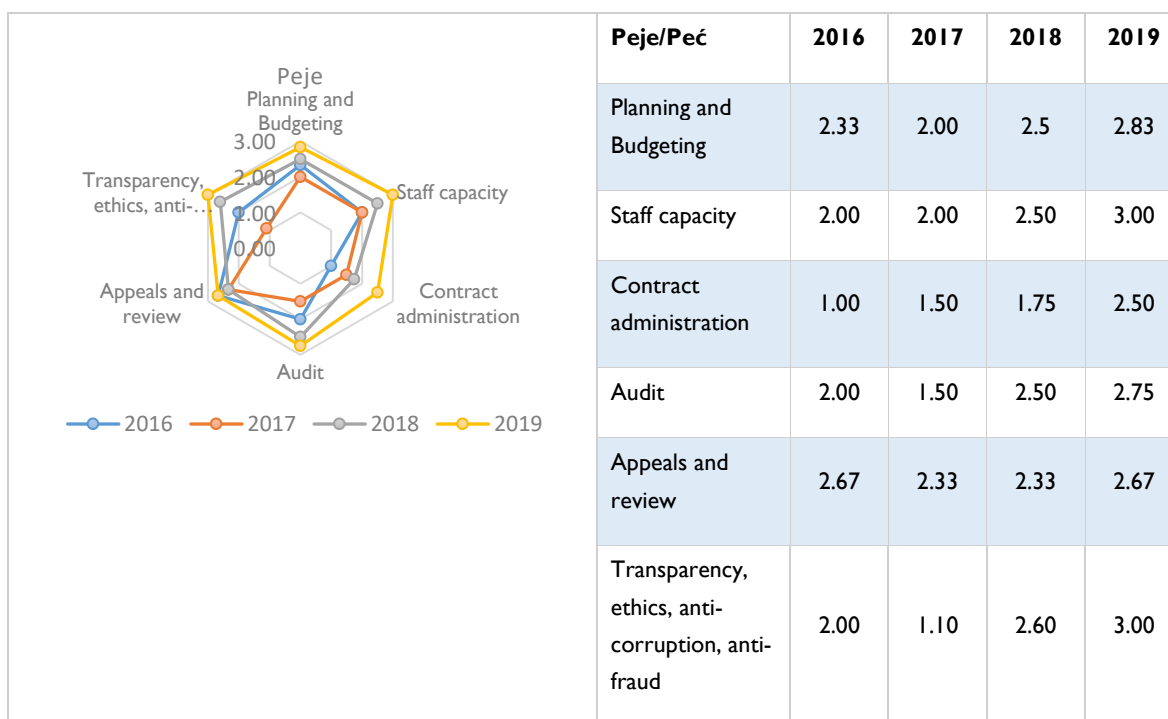 Peje
Planning and
Budgeting
3.00
2.00
1.00
0.00
Transparency,
ethics, anti-...
Staff capacity
Appeals and
review
Contract
administration
Audit
2016 2017 2018 2019
Peje/Peć 2016 2017 2018 2019
Planning and
Budgeting 2.33 2.00 2.5 2.83
Staff capacity 2.00 2.00 2.50 3.00
Contract
administration 1.00 1.50 1.75 2.50
Audit 2.00 1.50 2.50 2.75
Appeals and
review 2.67 2.33 2.33 2.67
Transparency,
ethics, anti-
corruption, anti-
fraud 2.00 1.10 2.60 3.00